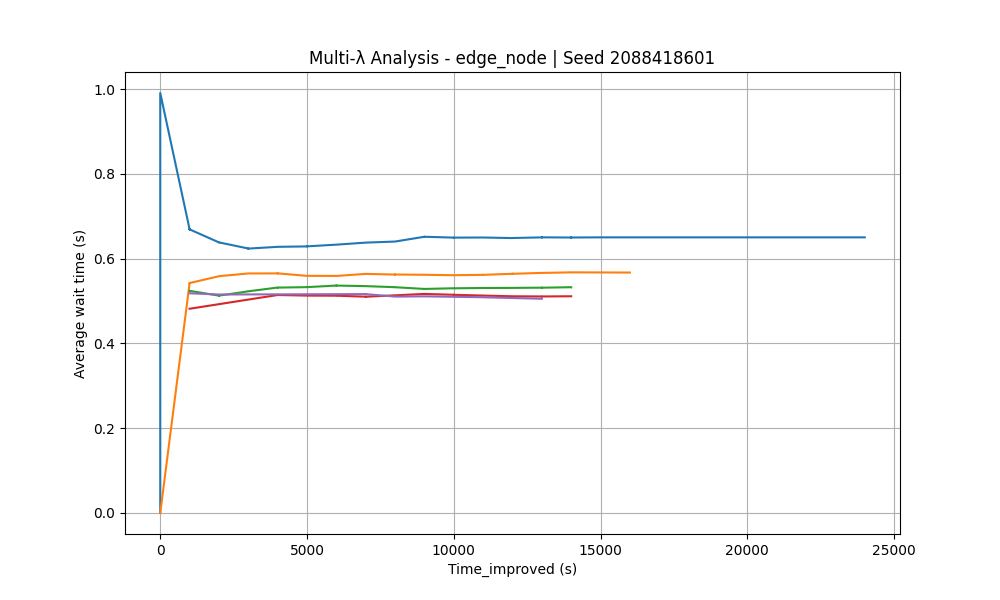 Multi-λ Analysis - edge_node | Seed 2088418601
Average wait time (s)
1.0
0.8
0.6
0.4
0.2
0.0
0 5000 10000 15000 20000 25000
Time_improved (s)